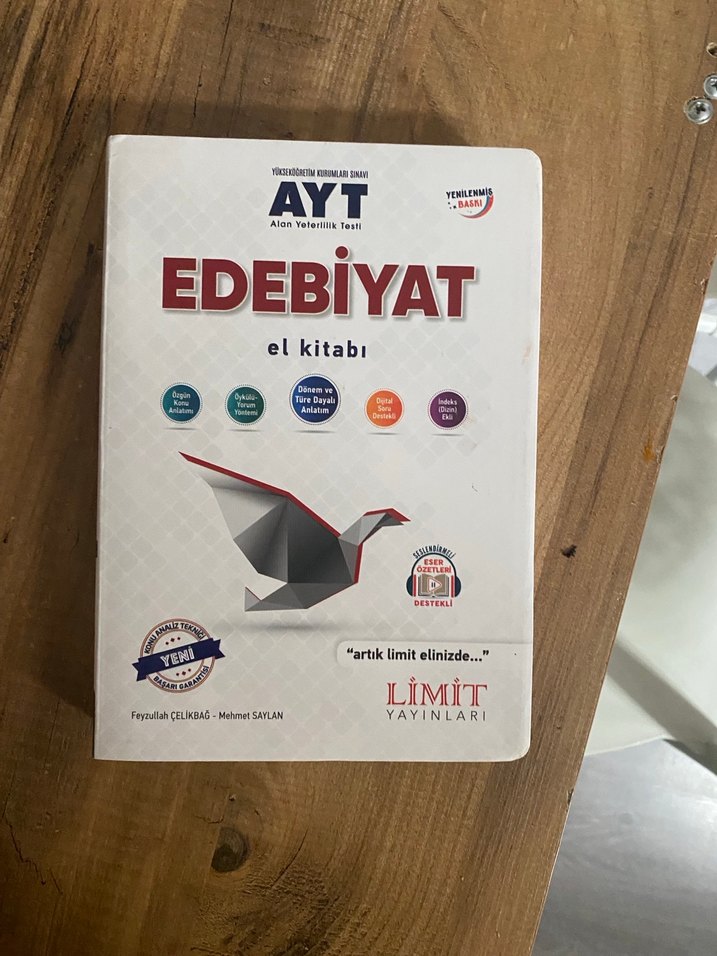 YÜKSEKÖĞRETİM KURUMLARI SINAVI
AYT
Alan Yeterlilik Testi
YENİLENMİŞ
BASKI
EDEBİYAT
el kitabı
Özgün
Konu
Anlatımı
Öykülü-
Yorum
Yöntemi
Dönem ve
Türe Dayalı
Anlatım
Dijital
Soru
Destekli
İndeks
(Dizin)
Ekli
SESLENDİRMELİ
ESER
ÖZETLERİ
DESTEKLİ
KONU ANALİZ TEKNİĞİ
YENİ
BAŞARI GARANTİSİ
"artık limit elinizde..."
LİMİT
YAYINLARI
Feyzullah ÇELİKBAĞ - Mehmet SAYLAN